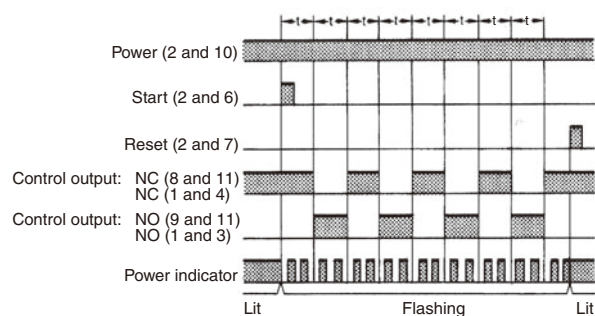 t t t t t t t t
Power (2 and 10)
Start (2 and 6)
Reset (2 and 7)
Control output: NC (8 and 11)
NC (1 and 4)
Control output: NO (9 and 11)
NO (1 and 3)
Power indicator
Lit Flashing Lit